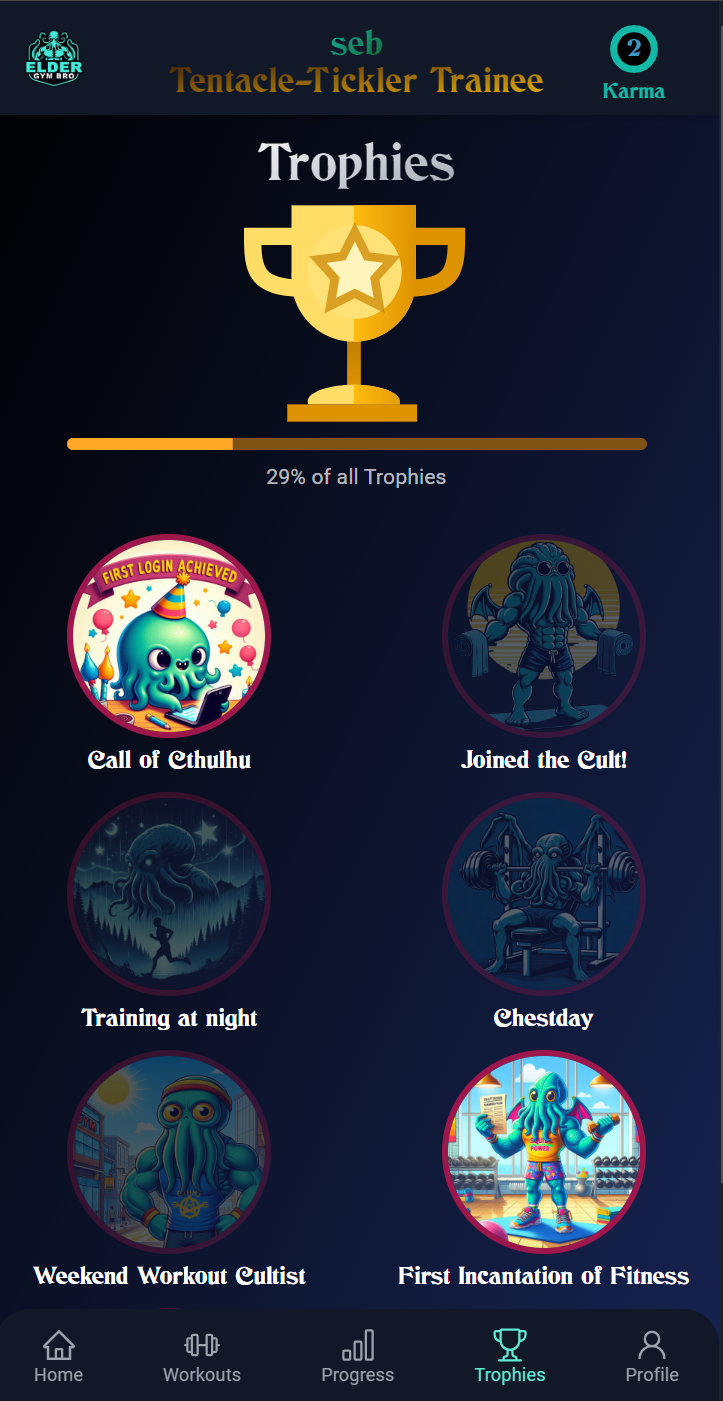 ELDER
GYM BRO
seb
Tentacle-Tickler Trainee
2
Karma
Trophies
29% of all Trophies
FIRST LOGIN ACHIEVED
Call of Cthulhu
Joined the Cult!
Training at night
Chestday
POWER
Weekend Workout Cultist
First Incantation of Fitness
Home
Workouts
Progress
Trophies
Profile